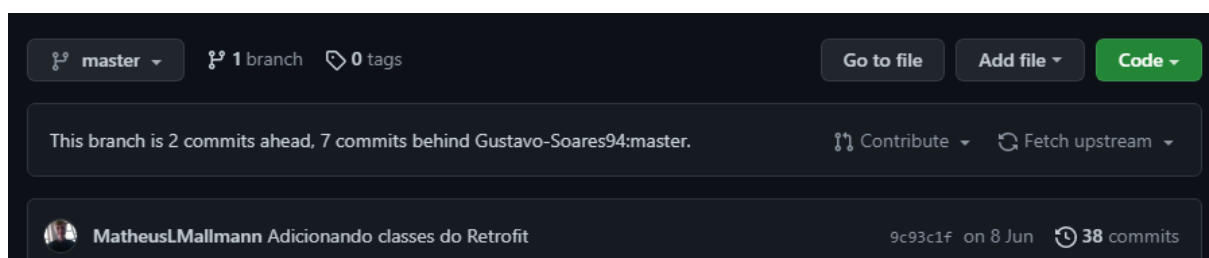 master 1 branch 0 tags Go to file Add file Code
This branch is 2 commits ahead, 7 commits behind Gustavo-Soares94:master. Contribute Fetch upstream
MatheusLMallmann Adicionando classes do Retrofit 9c93c1f on 8 Jun 38 commits